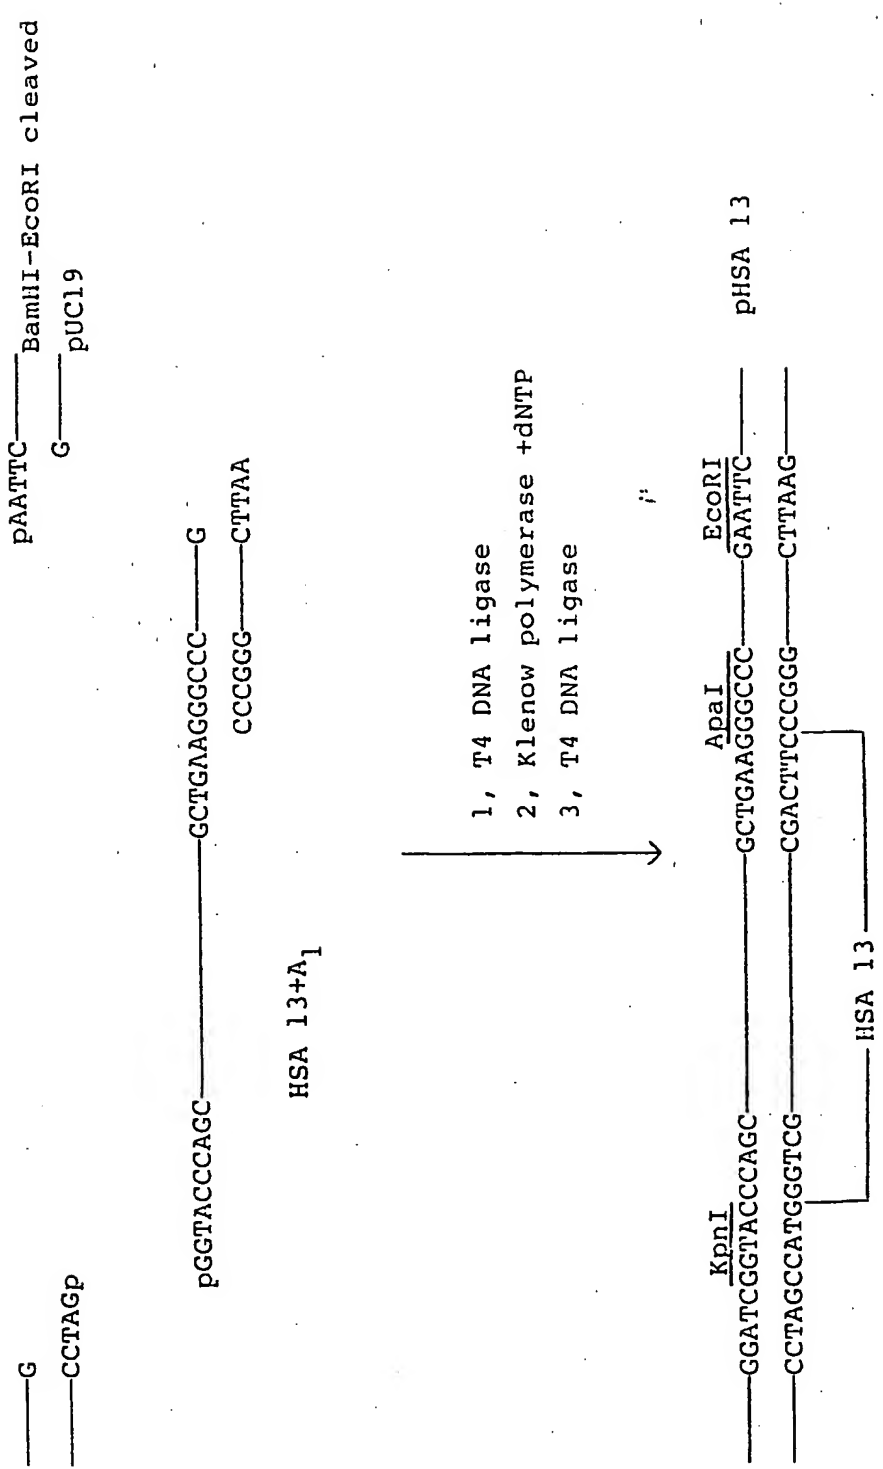 G pAATTC
BamHI-EcoRI cleaved
CCTAGp G
pUC19
pGGTACCCAGC GCTGAAGGGCCC G
CCCGGG CTTAA
HSA 13+A1
1, T4 DNA ligase
2, Klenow polymerase +dNTP
3, T4 DNA ligase
KpnI ApaI EcoRI
GGATCGGTACCCAGC GCTGAAGGGCCC GAATTC
pHSA 13
CCTAGCCATGGGTCG CGACTTCCCGGG CTTAAG
HSA 13